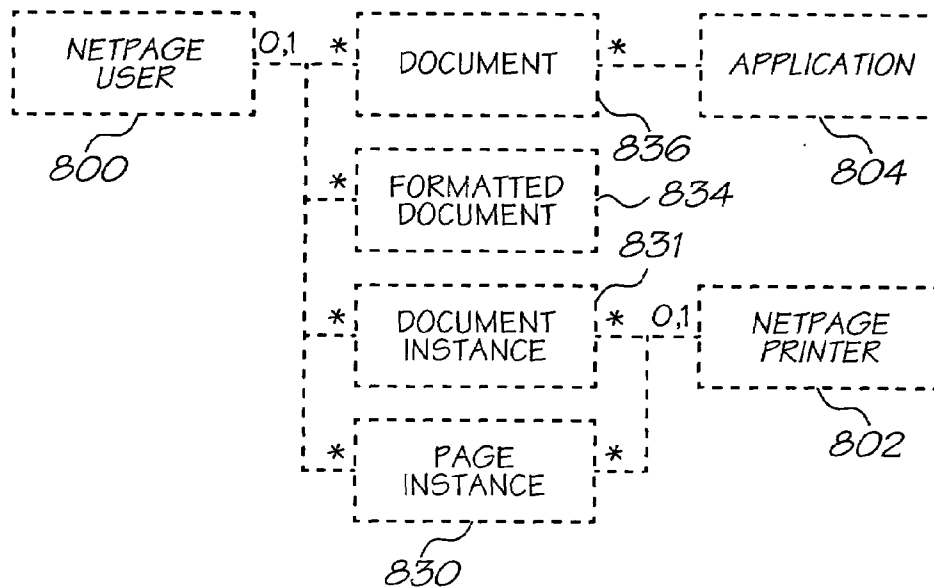 NETPAGE
USER
0,1
*
DOCUMENT
*
APPLICATION
800
836
804
*
FORMATTED
DOCUMENT
834
831
*
DOCUMENT
INSTANCE
*
0,1
NETPAGE
PRINTER
802
*
PAGE
INSTANCE
*
830